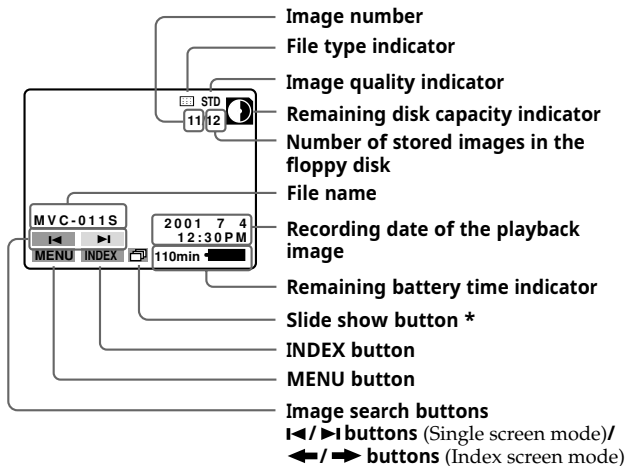 Image number
File type indicator
Image quality indicator
Remaining disk capacity indicator
Number of stored images in the
floppy disk
File name
Recording date of the playback
image
Remaining battery time indicator
Slide show button *
INDEX button
MENU button
Image search buttons
I◄/►I buttons (Single screen mode)/
←/→ buttons (Index screen mode)
STD
11 12
MVC-011S
2001 7 4
12:30PM
I◄ ►I
MENU INDEX 110min